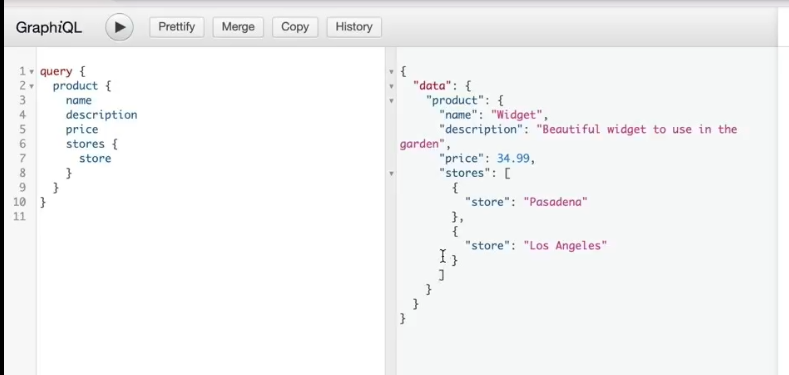 GraphiQL Prettify Merge Copy History
1 query {
2 product {
3 name
4 description
5 price
6 stores {
7 store
8 }
9 }
10 }
11
{
"data": {
"product": {
"name": "Widget",
"description": "Beautiful widget to use in the
garden",
"price": 34.99,
"stores": [
{
"store": "Pasadena"
},
{
"store": "Los Angeles"
}
]
}
}
}